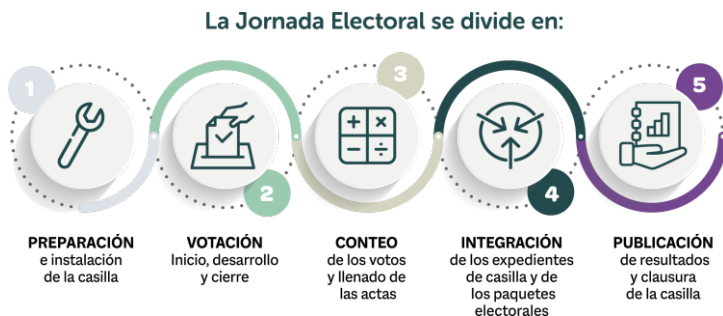 La Jornada Electoral se divide en:
1
PREPARACIÓN
e instalación
de la casilla
2
VOTACIÓN
Inicio, desarrollo
y cierre
3
CONTEO
de los votos
y llenado de
las actas
4
INTEGRACIÓN
de los expedientes
de casilla y de
los paquetes
electorales
5
PUBLICACIÓN
de resultados
y clausura
de la casilla